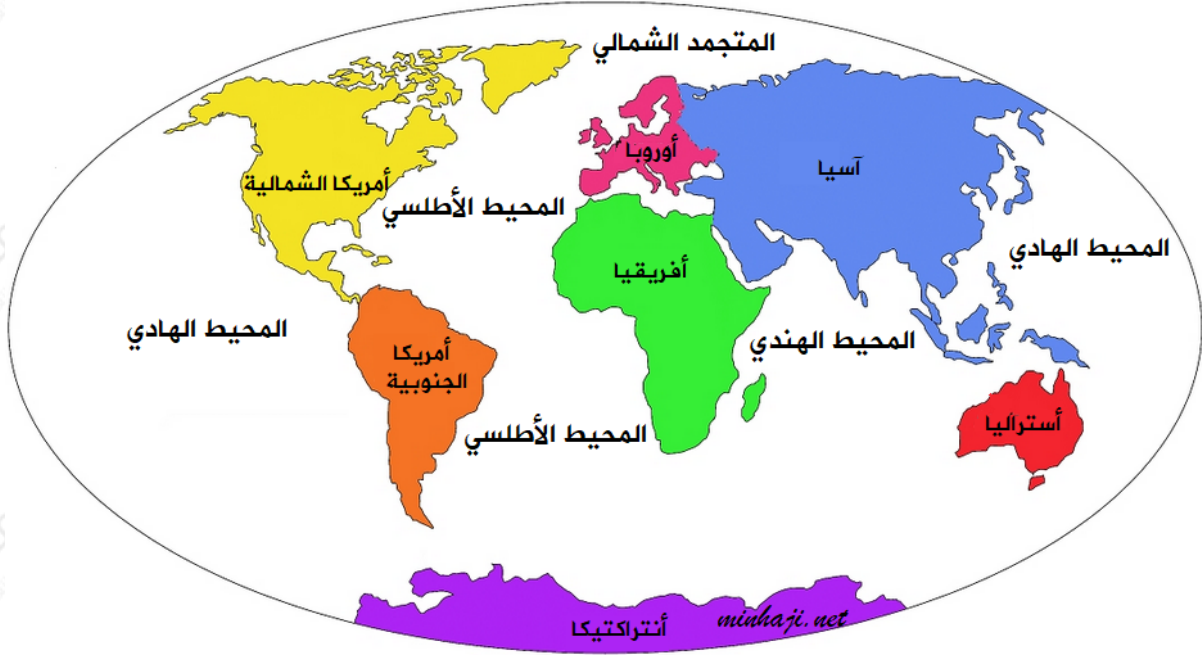 المتجمد الشمالي
أوروبا
آسيا
أمريكا الشمالية
المحيط الأطلسي
المحيط الهادي
أفريقيا
المحيط الهادي
المحيط الهندي
أمريكا
الجنوبية
أستراليا
المحيط الأطلسي
minhaji.net
أنتراكتيكا